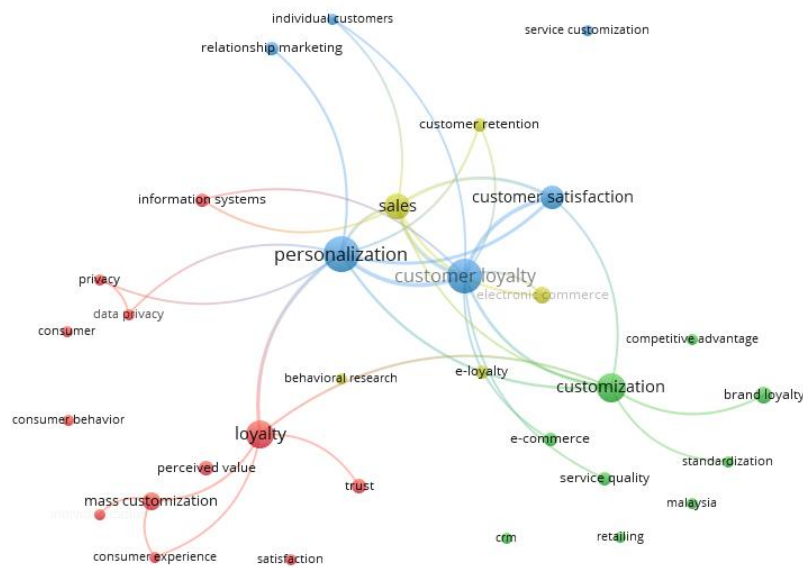 individual customers
service customization
relationship marketing
customer retention
information systems
sales
customer satisfaction
personalization
customer loyalty
privacy
electronic commerce
data privacy
consumer
competitive advantage
behavioral research
e-loyalty
customization
brand loyalty
consumer behavior
loyalty
e-commerce
perceived value
standardization
service quality
trust
mass customization
malaysia
crm
retailing
consumer experience
satisfaction